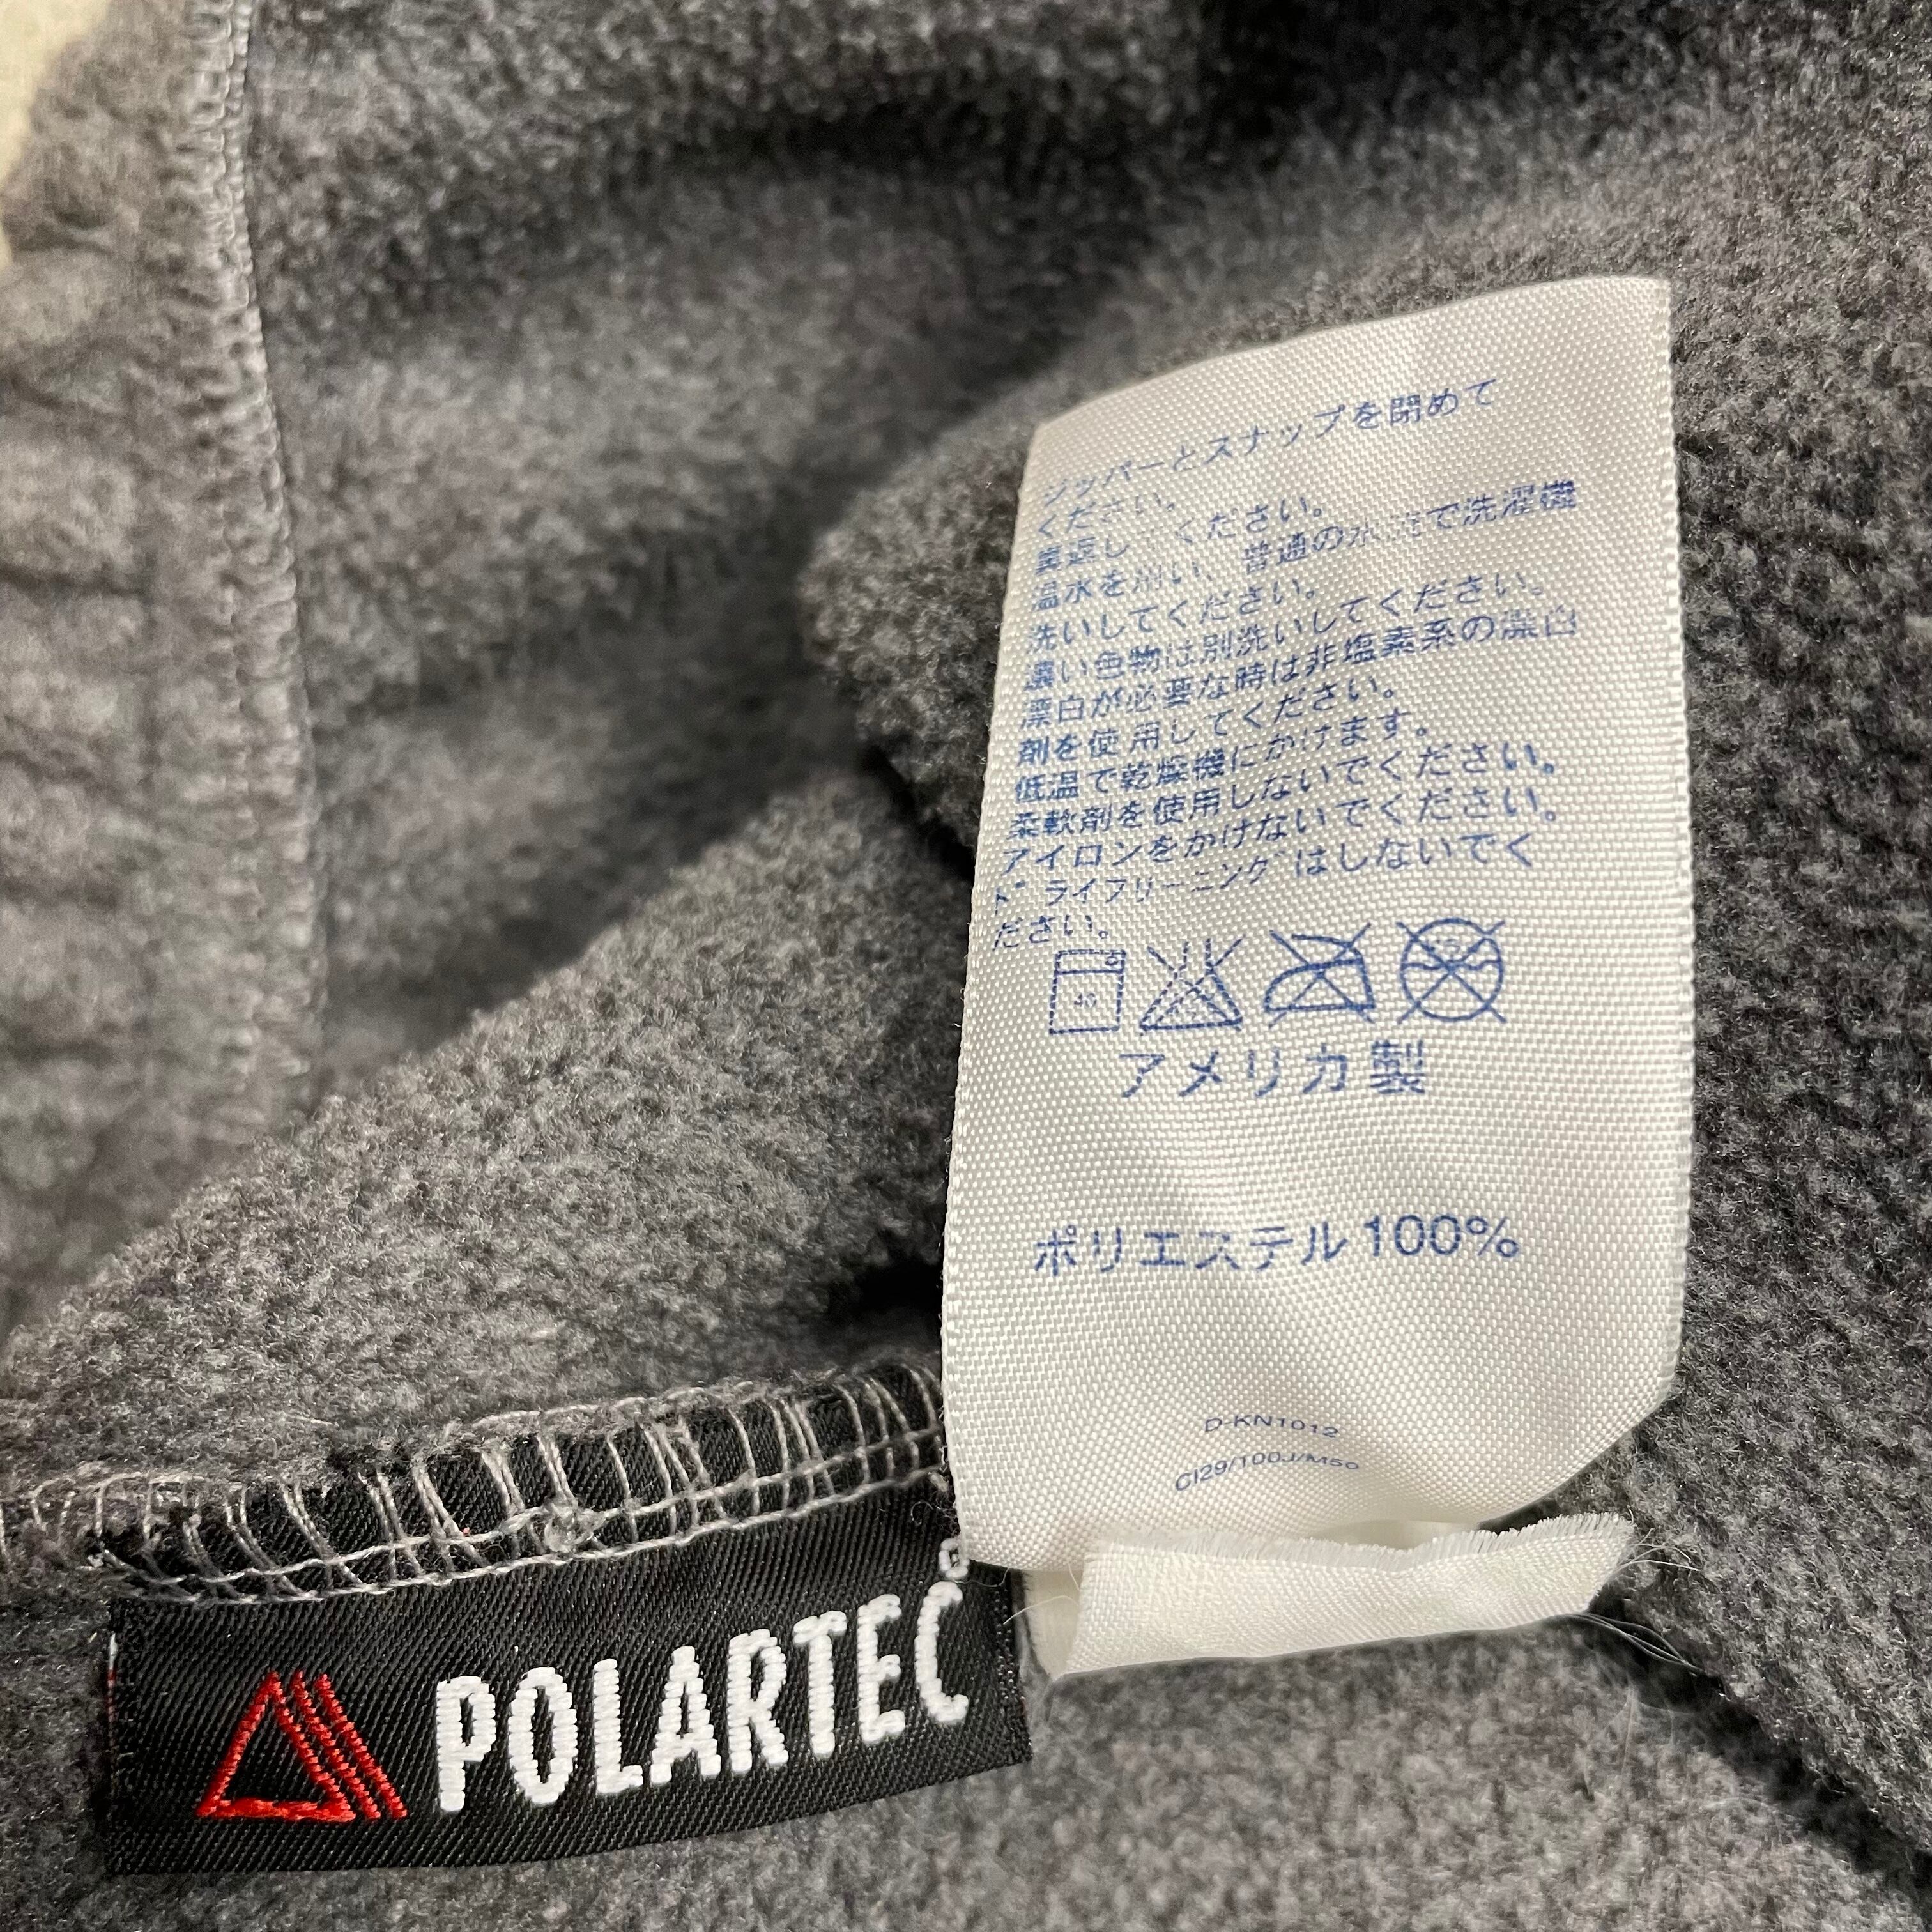 ジッパーとスナップを閉めて
ください。
裏返してください。
温水を用い、普通の水流で洗濯機
洗いしてください。
濃い色物は別洗いしてください。
漂白が必要な時は非塩素系の漂白
剤を使用してください。
低温で乾燥機にかけます。
柔軟剤を使用しないでください。
アイロンをかけないでください。
ドライクリーニングはしないでく
ださい。
40
アメリカ製
ポリエステル100%
D-KN1012
CI29/100J/M50
POLARTEC®